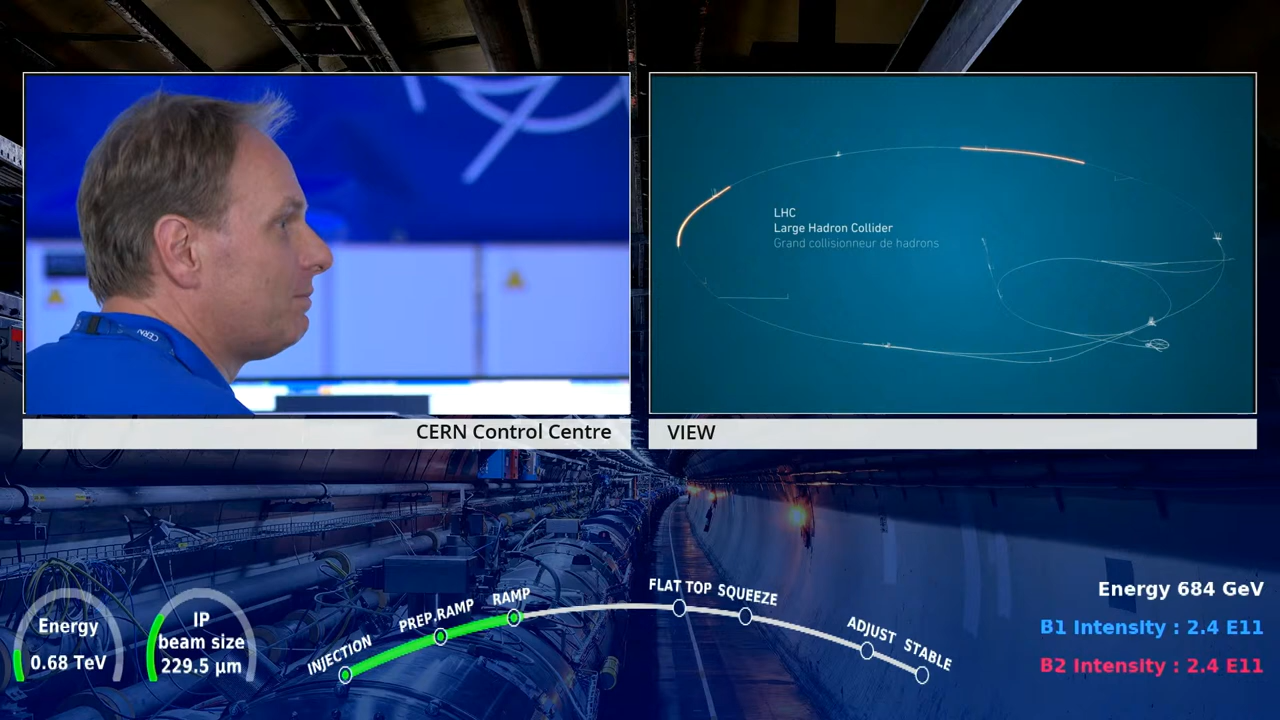 CERN
LHC
Large Hadron Collider
Grand collisionneur de hadrons
CERN Control Centre
VIEW
INJECTION
PREP.RAMP
RAMP
FLAT TOP
SQUEEZE
ADJUST
STABLE
Energy
0.68 TeV
IP
beam size
229.5 µm
Energy 684 GeV
B1 Intensity : 2.4 E11
B2 Intensity : 2.4 E11